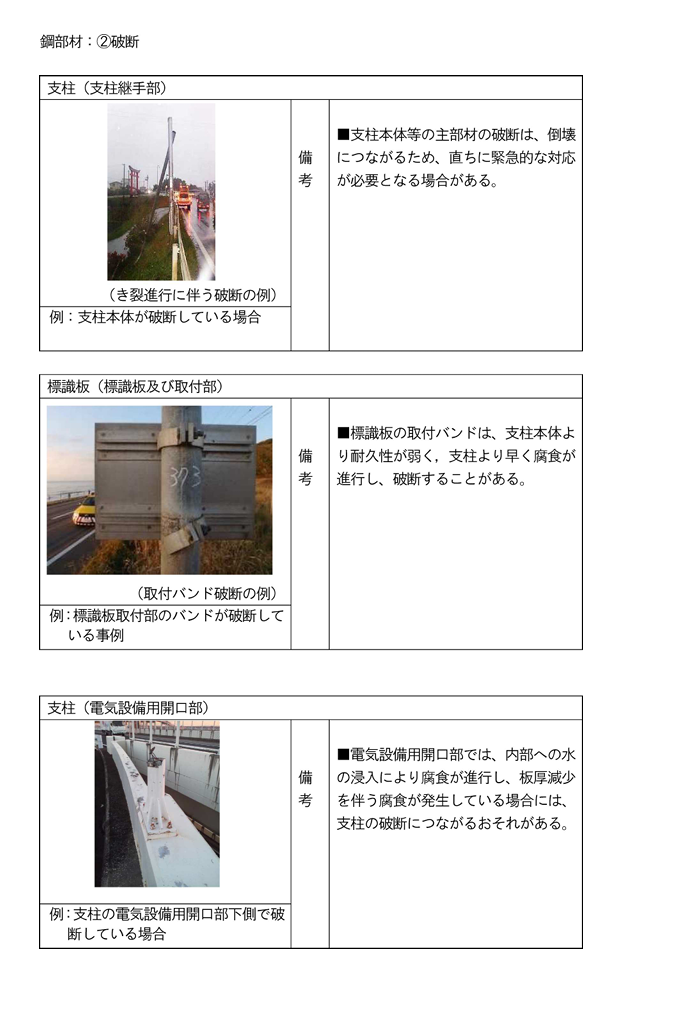 鋼部材：②破断
支柱（支柱継手部）
（き裂進行に伴う破断の例）
例：支柱本体が破断している場合
備
考
■支柱本体等の主部材の破断は、倒壊
につながるため、直ちに緊急的な対応
が必要となる場合がある。
標識板（標識板及び取付部）
373
（取付バンド破断の例）
例：標識板取付部のバンドが破断して
いる事例
備
考
■標識板の取付バンドは、支柱本体よ
り耐久性が弱く，支柱より早く腐食が
進行し、破断することがある。
支柱（電気設備用開口部）
例：支柱の電気設備用開口部下側で破
断している場合
備
考
■電気設備用開口部では、内部への水
の浸入により腐食が進行し、板厚減少
を伴う腐食が発生している場合には、
支柱の破断につながるおそれがある。